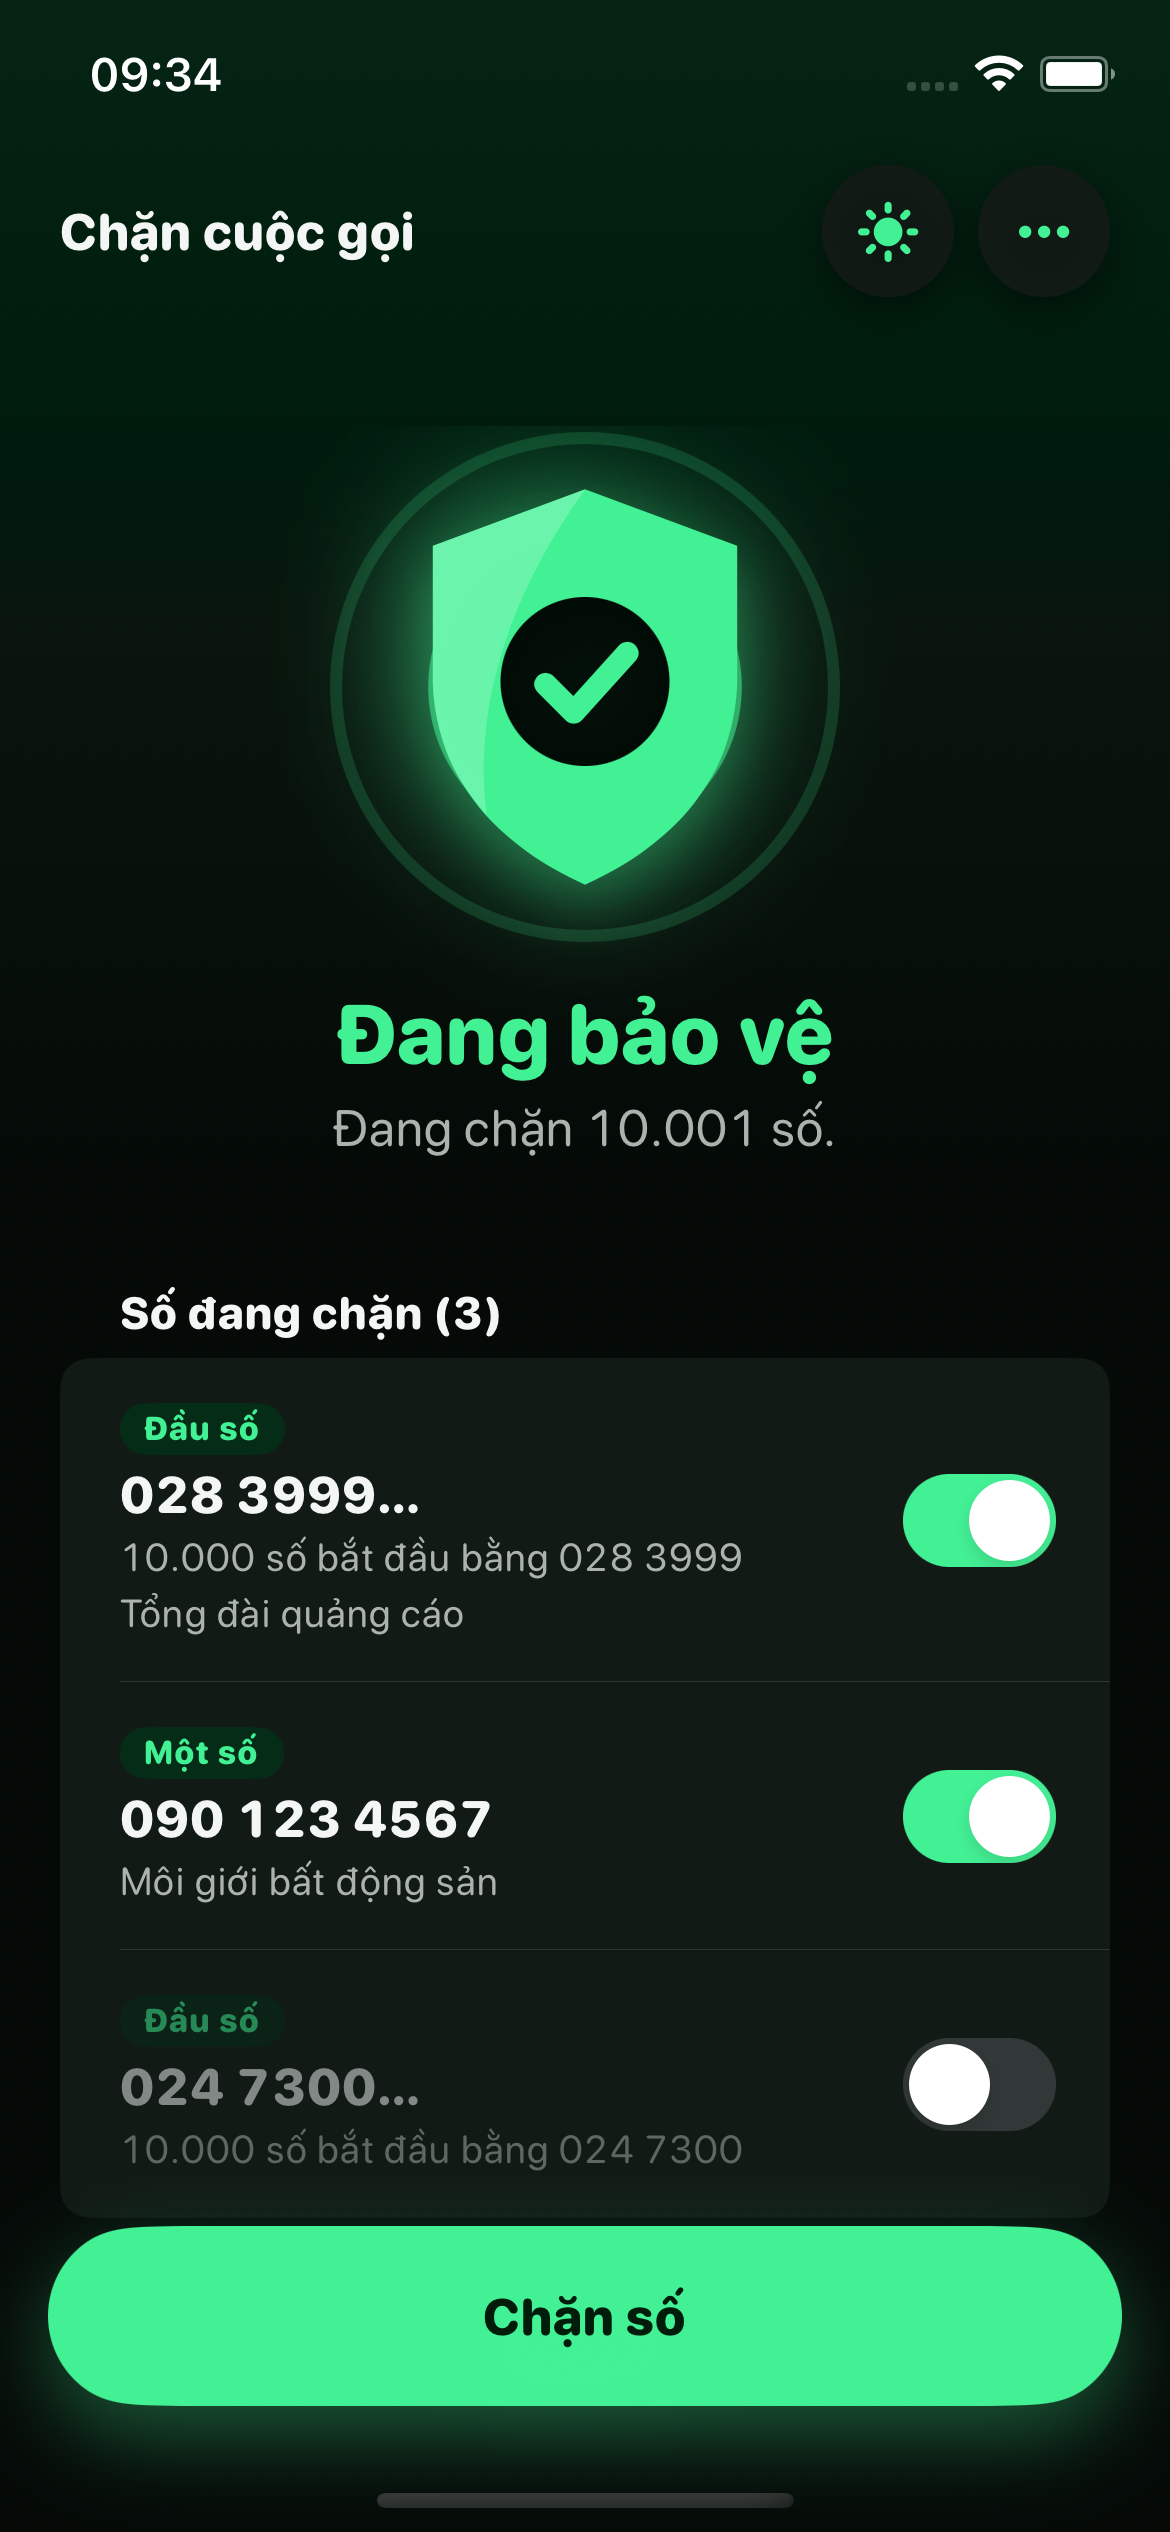 09:34
Chặn cuộc gọi
Đang bảo vệ
Đang chặn 10.001 số.
Số đang chặn (3)
Đầu số
028 3999...
10.000 số bắt đầu bằng 028 3999
Tổng đài quảng cáo
Một số
090 123 4567
Môi giới bất động sản
Đầu số
024 7300...
10.000 số bắt đầu bằng 024 7300
Chặn số